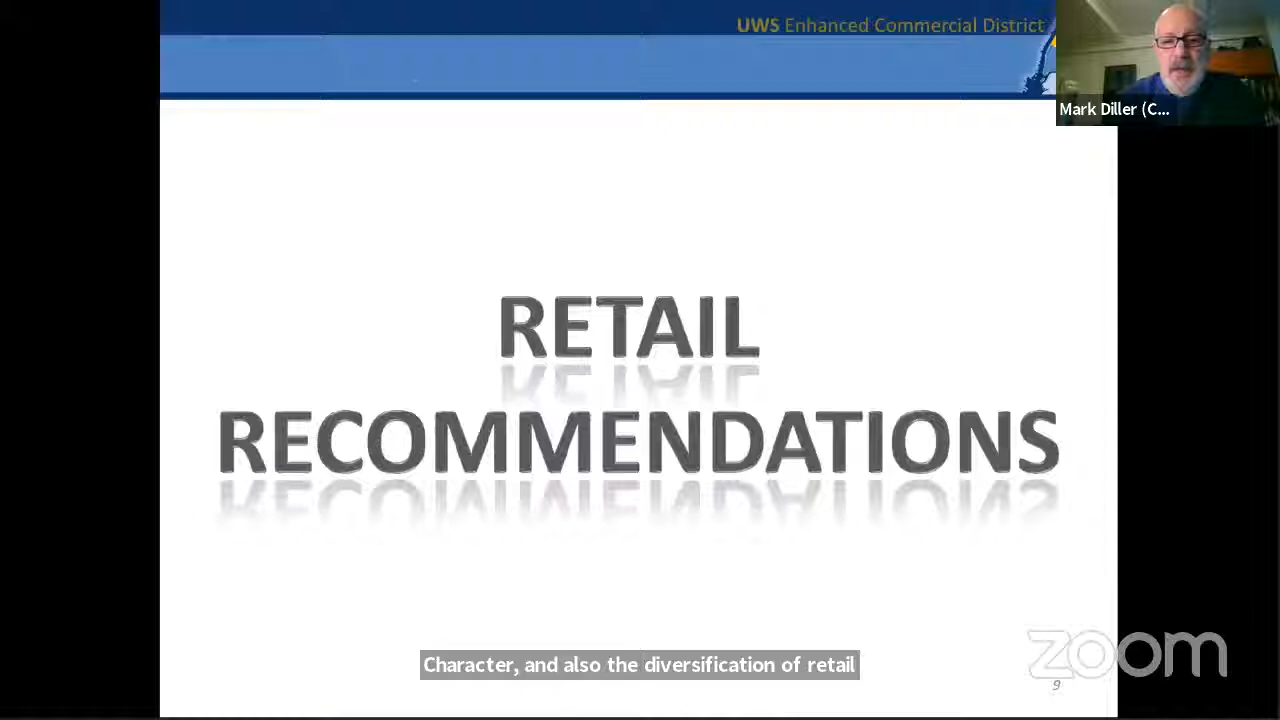 UWS Enhanced Commercial District
Mark Diller (C...
RETAIL
RECOMMENDATIONS
Character, and also the diversification of retail
zoom
9